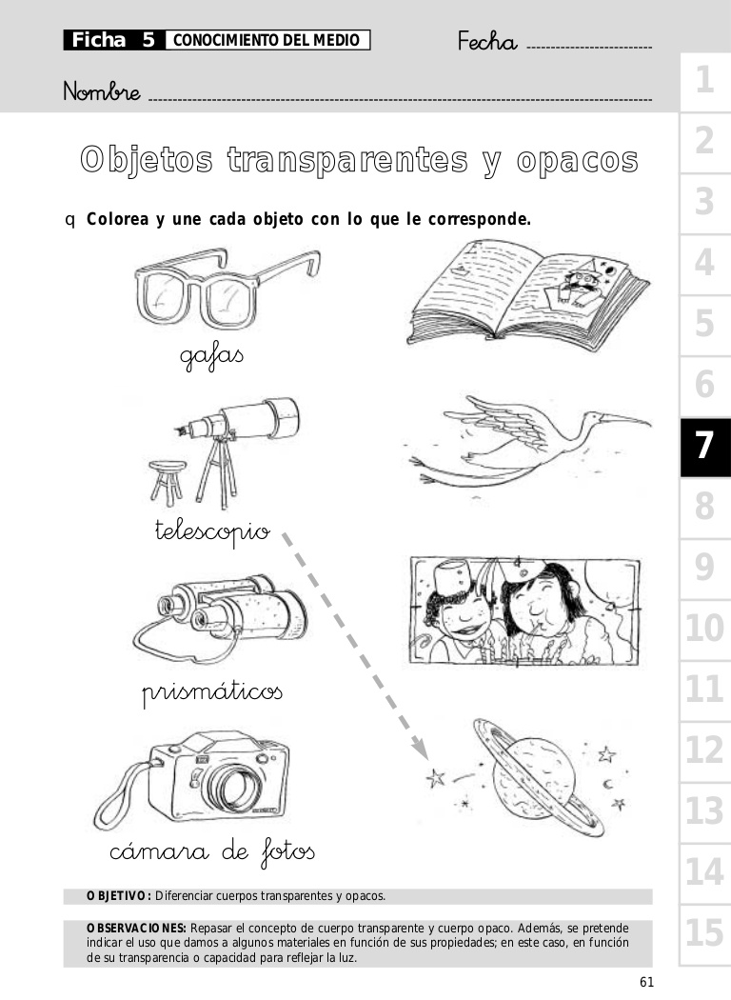 Ficha 5 CONOCIMIENTO DEL MEDIO Fecha
Nombre
Objetos transparentes y opacos
q Colorea y une cada objeto con lo que le corresponde.
gafas
telescopio
prismáticos
cámara de fotos
OBJETIVO: Diferenciar cuerpos transparentes y opacos.
OBSERVACIONES: Repasar el concepto de cuerpo transparente y cuerpo opaco. Además, se pretende
indicar el uso que damos a algunos materiales en función de sus propiedades; en este caso, en función
de su transparencia o capacidad para reflejar la luz.
61
1
2
3
4
5
6
7
8
9
10
11
12
13
14
15